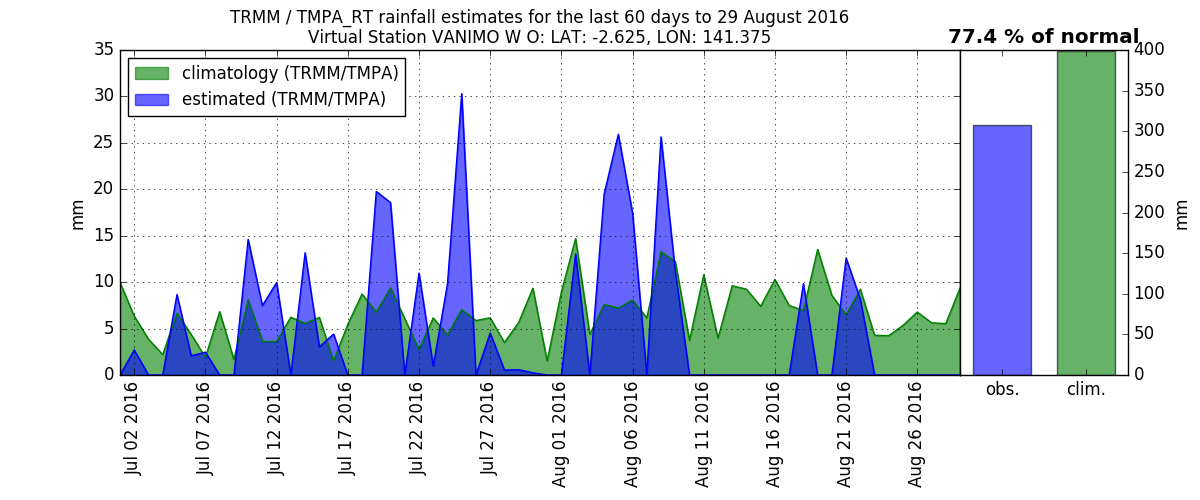 TRMM / TMPA_RT rainfall estimates for the last 60 days to 29 August 2016
Virtual Station VANIMO W O: LAT: -2.625, LON: 141.375
77.4 % of normal
climatology (TRMM/TMPA)
estimated (TRMM/TMPA)
35
30
25
20
15
10
5
0
mm
Jul 02 2016
Jul 07 2016
Jul 12 2016
Jul 17 2016
Jul 22 2016
Jul 27 2016
Aug 01 2016
Aug 06 2016
Aug 11 2016
Aug 16 2016
Aug 21 2016
Aug 26 2016
obs.
clim.
400
350
300
250
200
150
100
50
0
mm